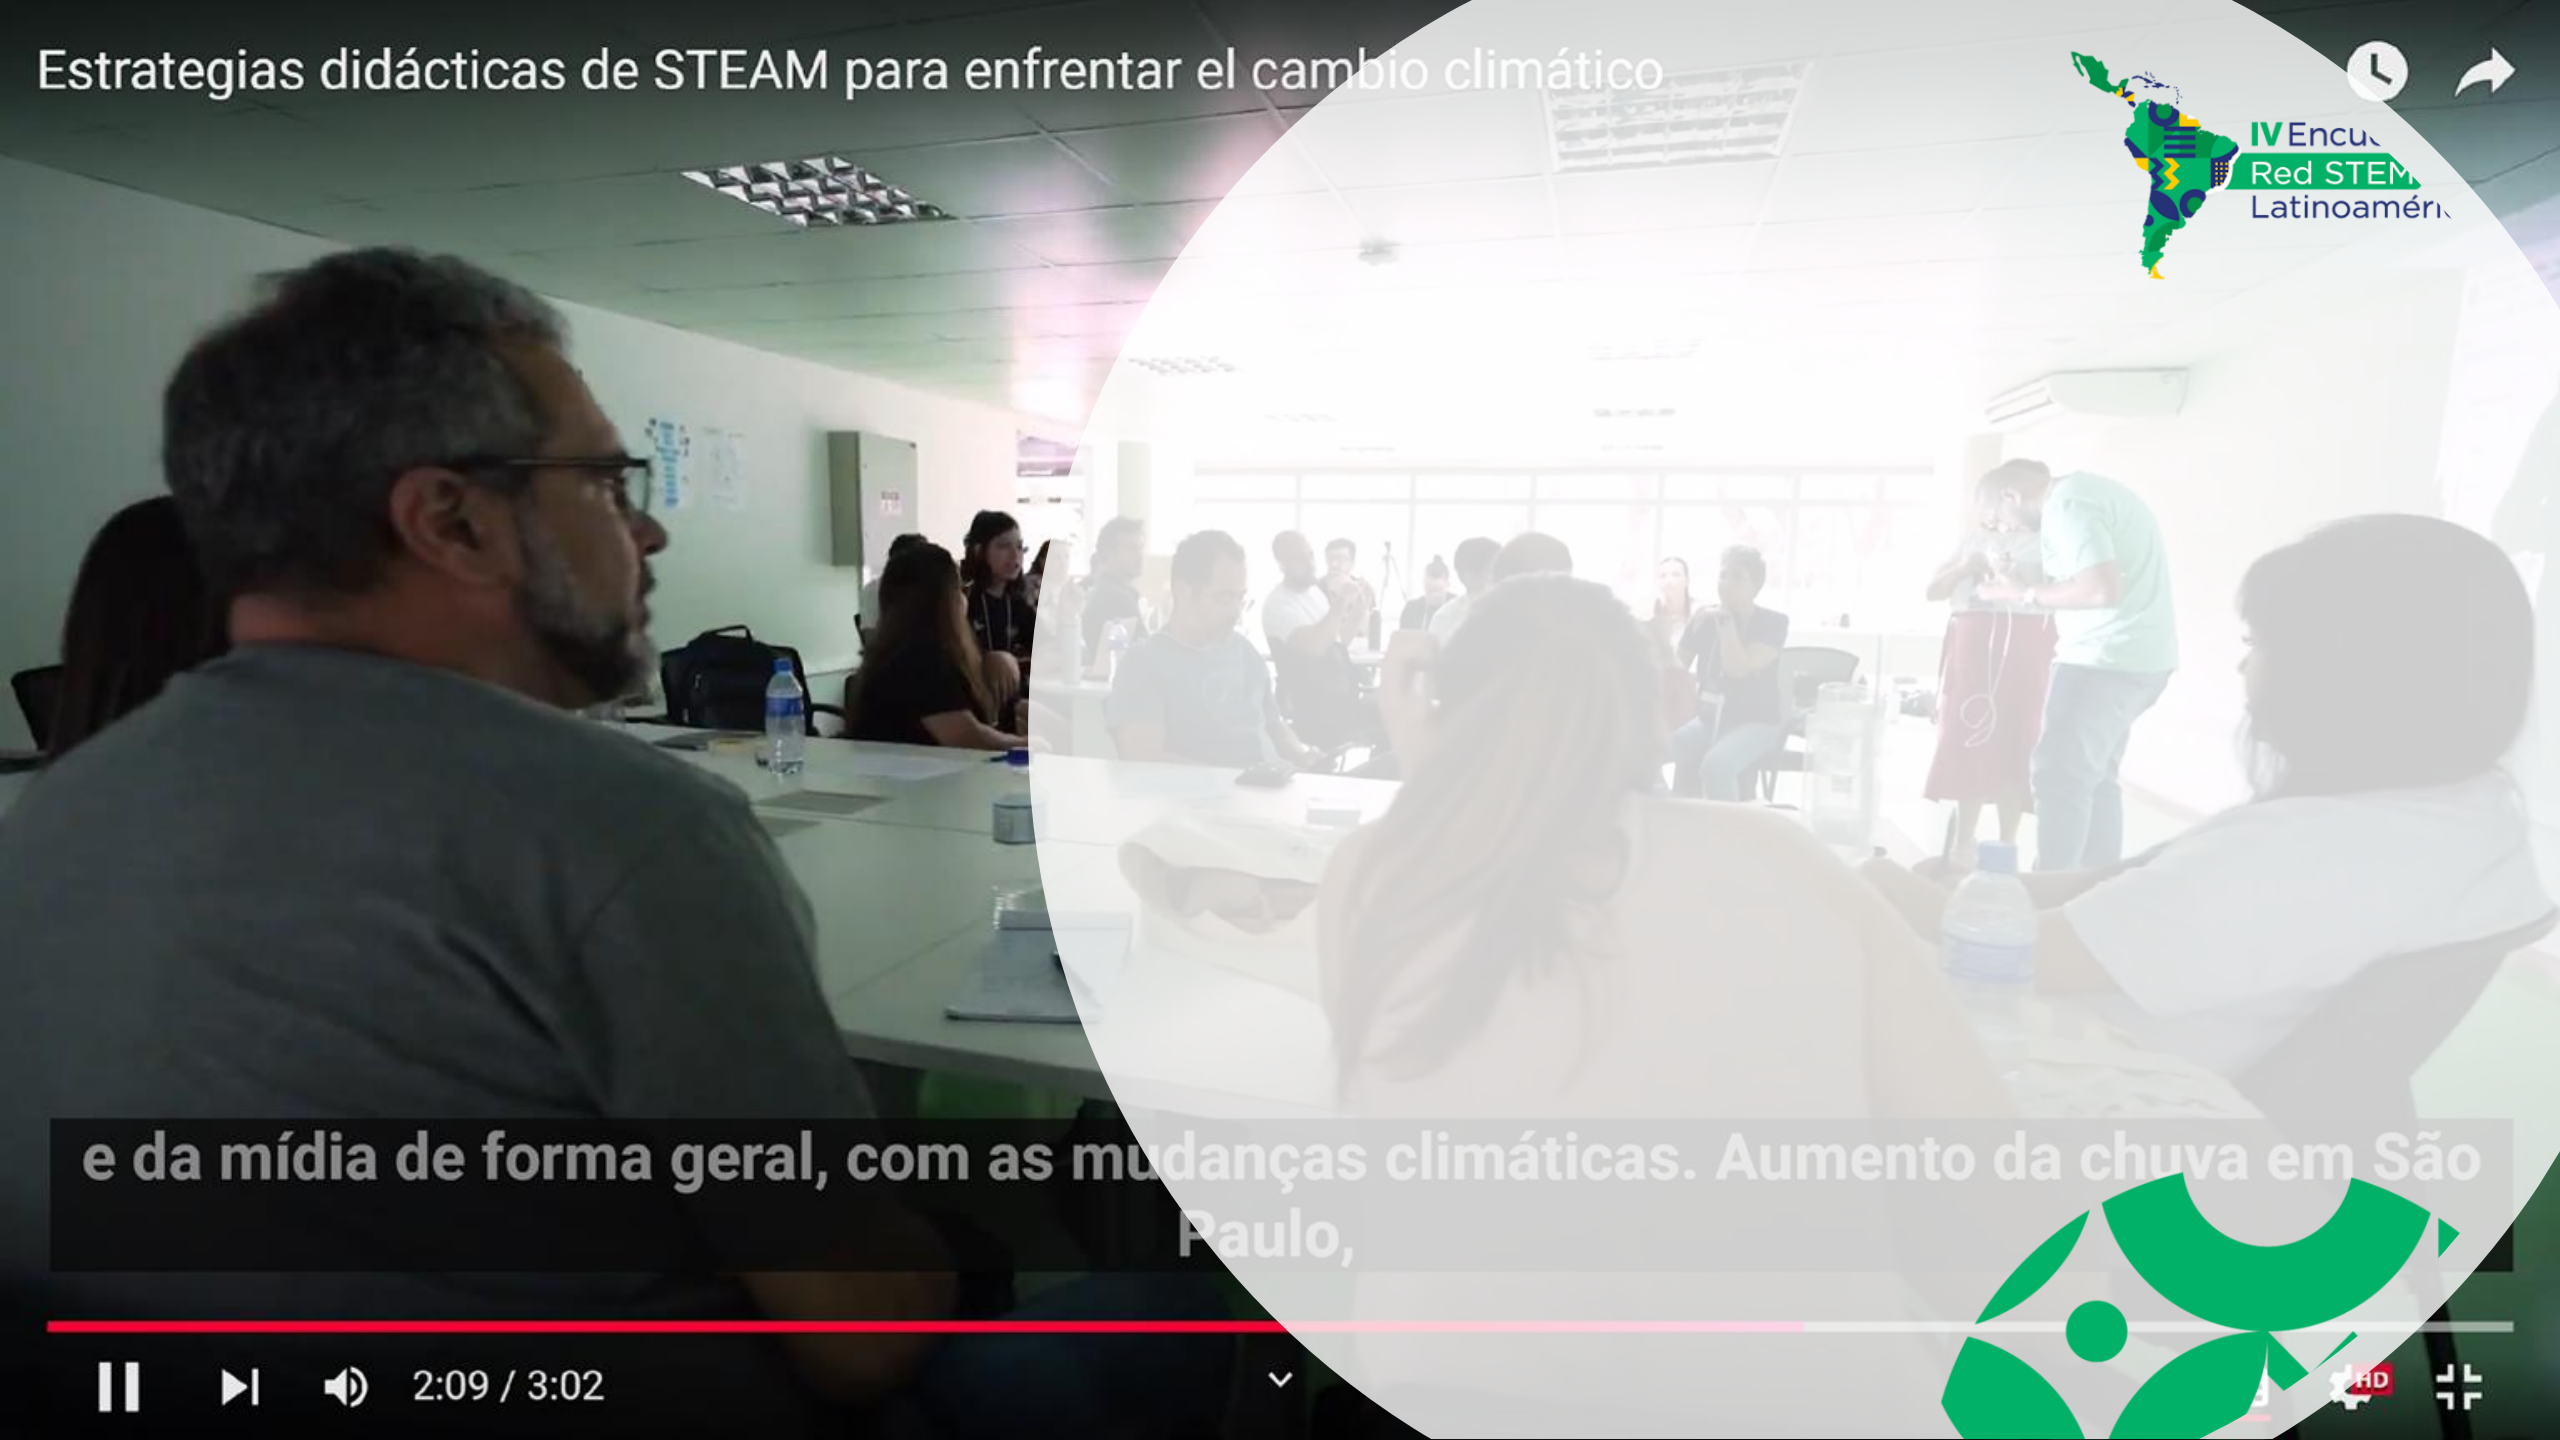 Estrategias didácticas de STEAM para enfrentar el cambio climático
IV Encu
Red STEM
Latinoaméri
e da mídia de forma geral, com as mudanças climáticas. Aumento da chuva em São
Paulo,
2:09 / 3:02
HD